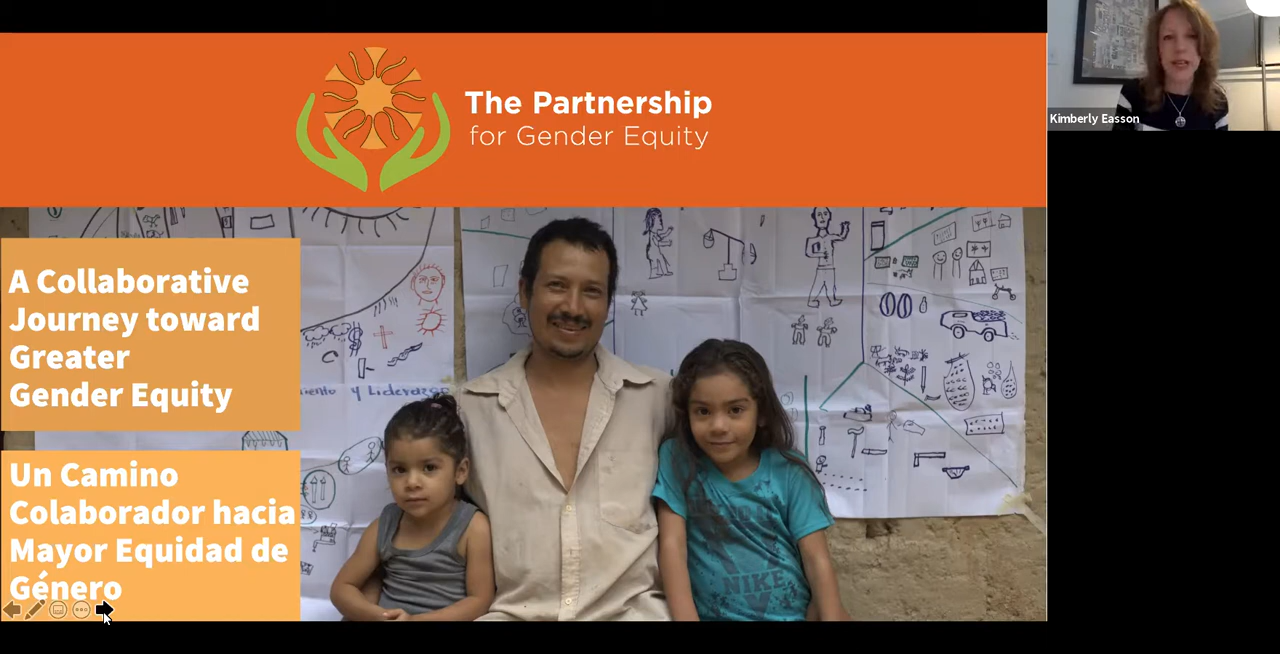 The Partnership
for Gender Equity
Kimberly Easson
A Collaborative
Journey toward
Greater
Gender Equity
y Liderazgo
Un Camino
Colaborador hacia
Mayor Equidad de
Género
NIKE